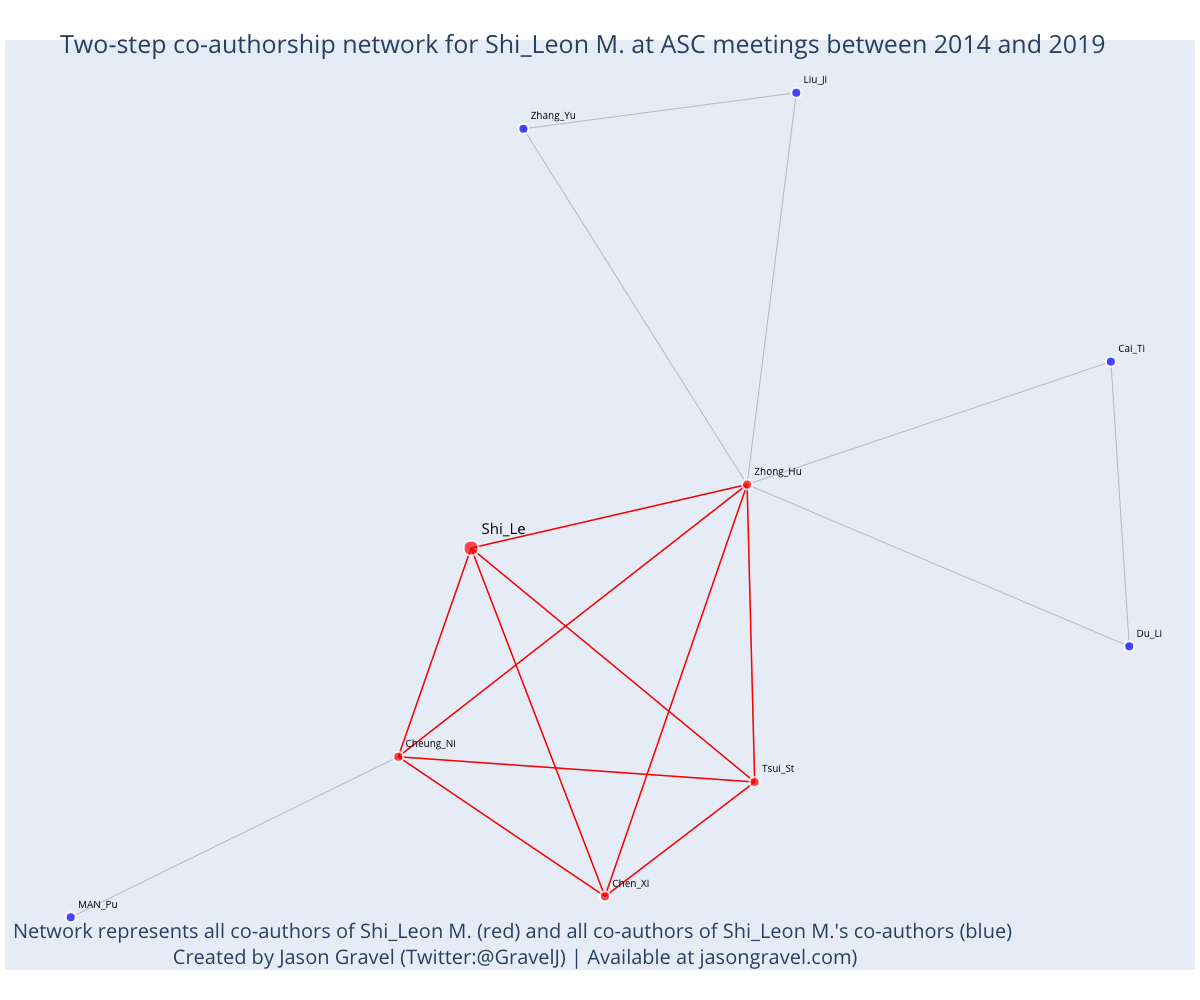 Two-step co-authorship network for Shi_Leon M. at ASC meetings between 2014 and 2019
Liu_Ji
Zhang_Yu
Cai_Ti
Zhong_Hu
Shi_Le
Du_Li
Cheung_Ni
Tsui_St
Chen_Xi
MAN_Pu
Network represents all co-authors of Shi_Leon M. (red) and all co-authors of Shi_Leon M.'s co-authors (blue)
Created by Jason Gravel (Twitter:@GravelJ) | Available at jasongravel.com)